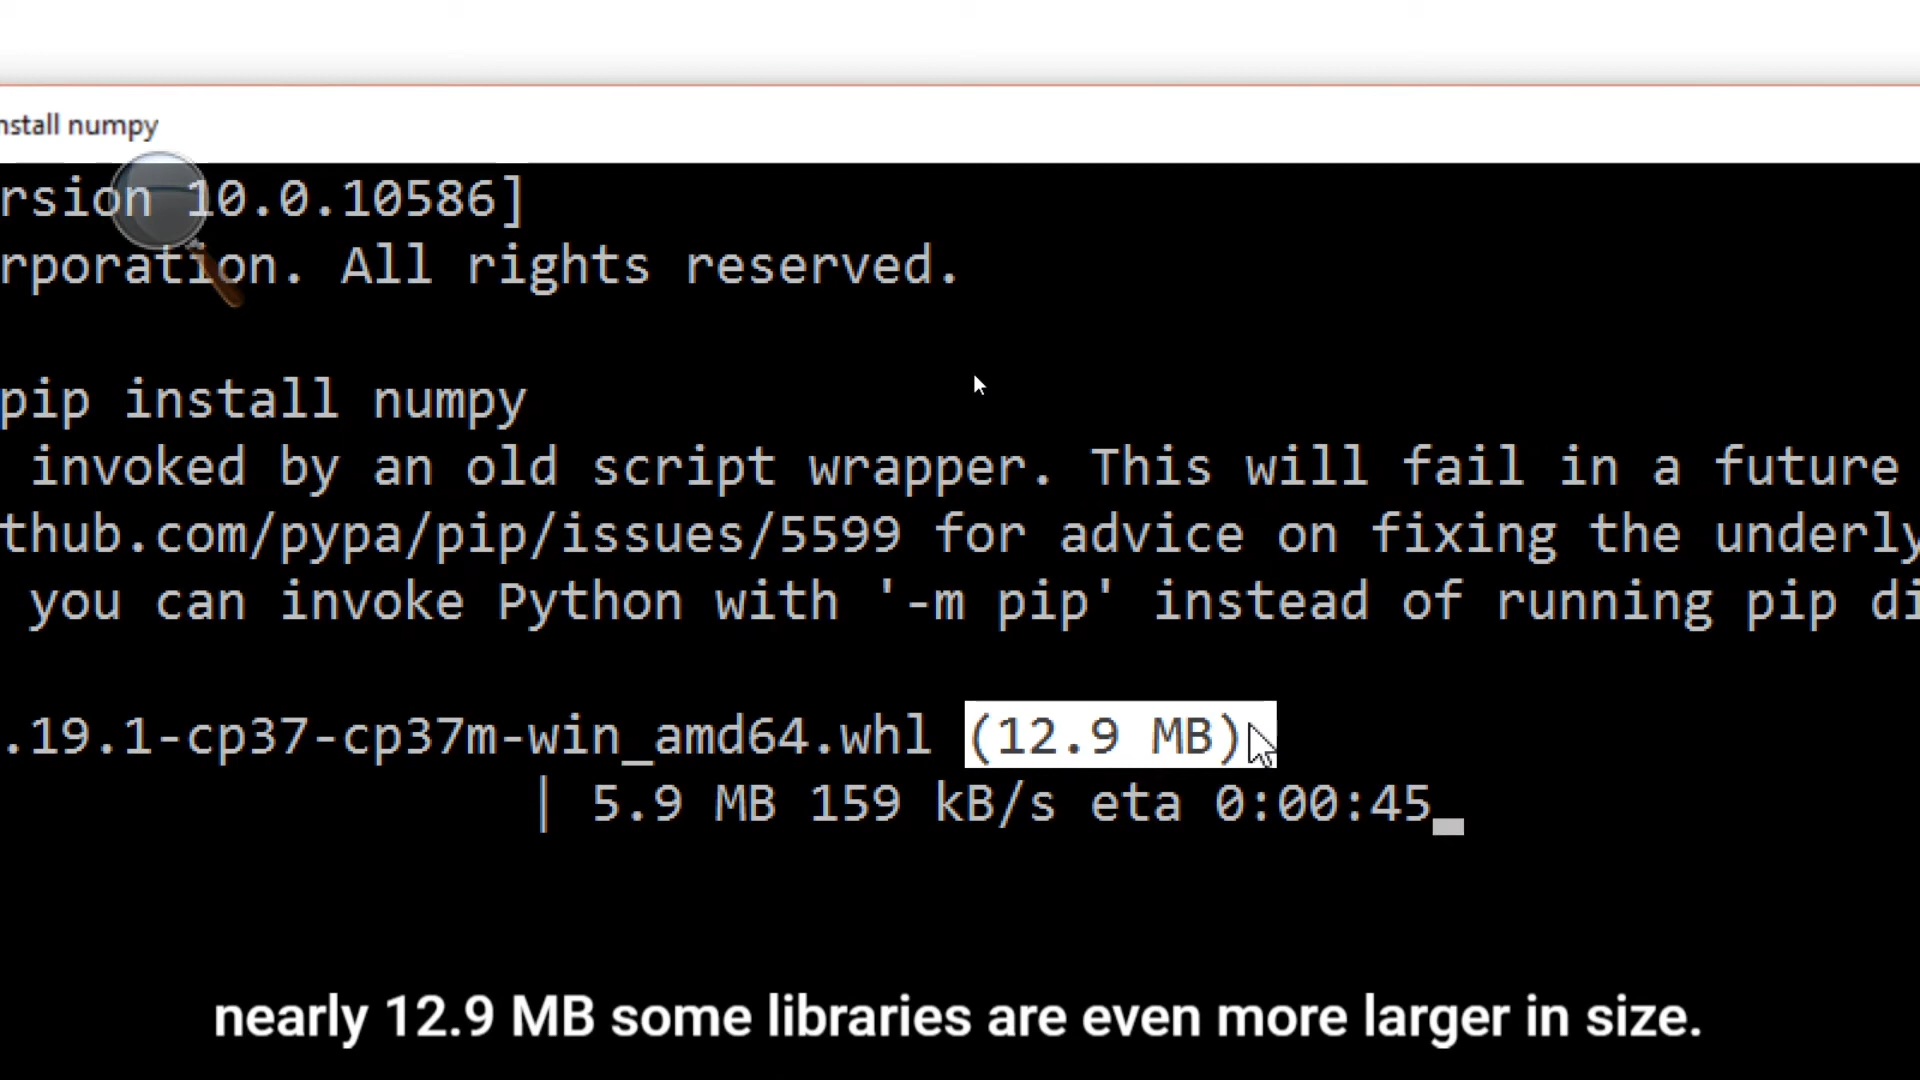 nstall numpy
rsion 10.0.10586]
rporation. All rights reserved.
pip install numpy
invoked by an old script wrapper. This will fail in a future
thub.com/pypa/pip/issues/5599 for advice on fixing the underly
you can invoke Python with '-m pip' instead of running pip di
.19.1-cp37-cp37m-win_amd64.whl (12.9 MB)
| 5.9 MB 159 kB/s eta 0:00:45
nearly 12.9 MB some libraries are even more larger in size.